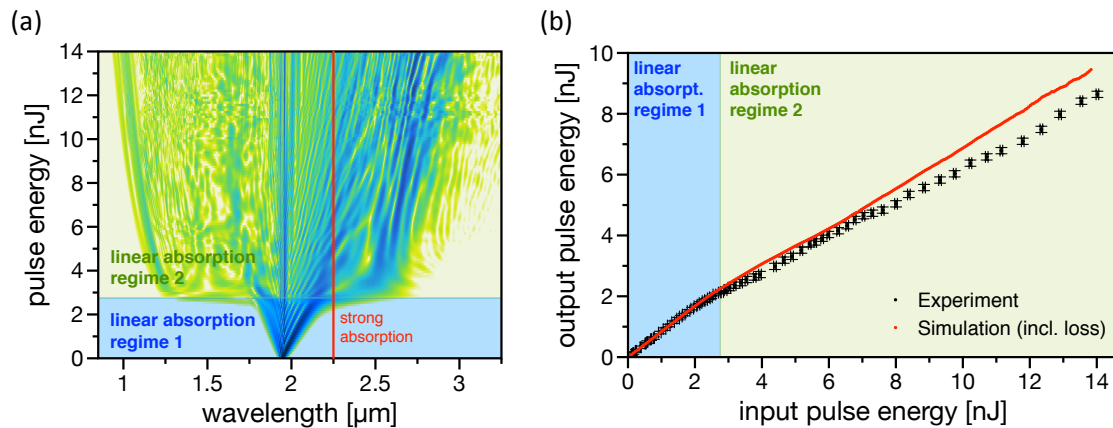 (a)
14
12
10
8
6
4
2
0
pulse energy [nJ]
linear absorption
regime 2
linear absorption
regime 1
strong
absorption
1
1.5
2
2.5
3
wavelength [µm]
(b)
10
8
6
4
2
0
output pulse energy [nJ]
linear
absorpt.
regime 1
linear
absorption
regime 2
Experiment
Simulation (incl. loss)
0
2
4
6
8
10
12
14
input pulse energy [nJ]